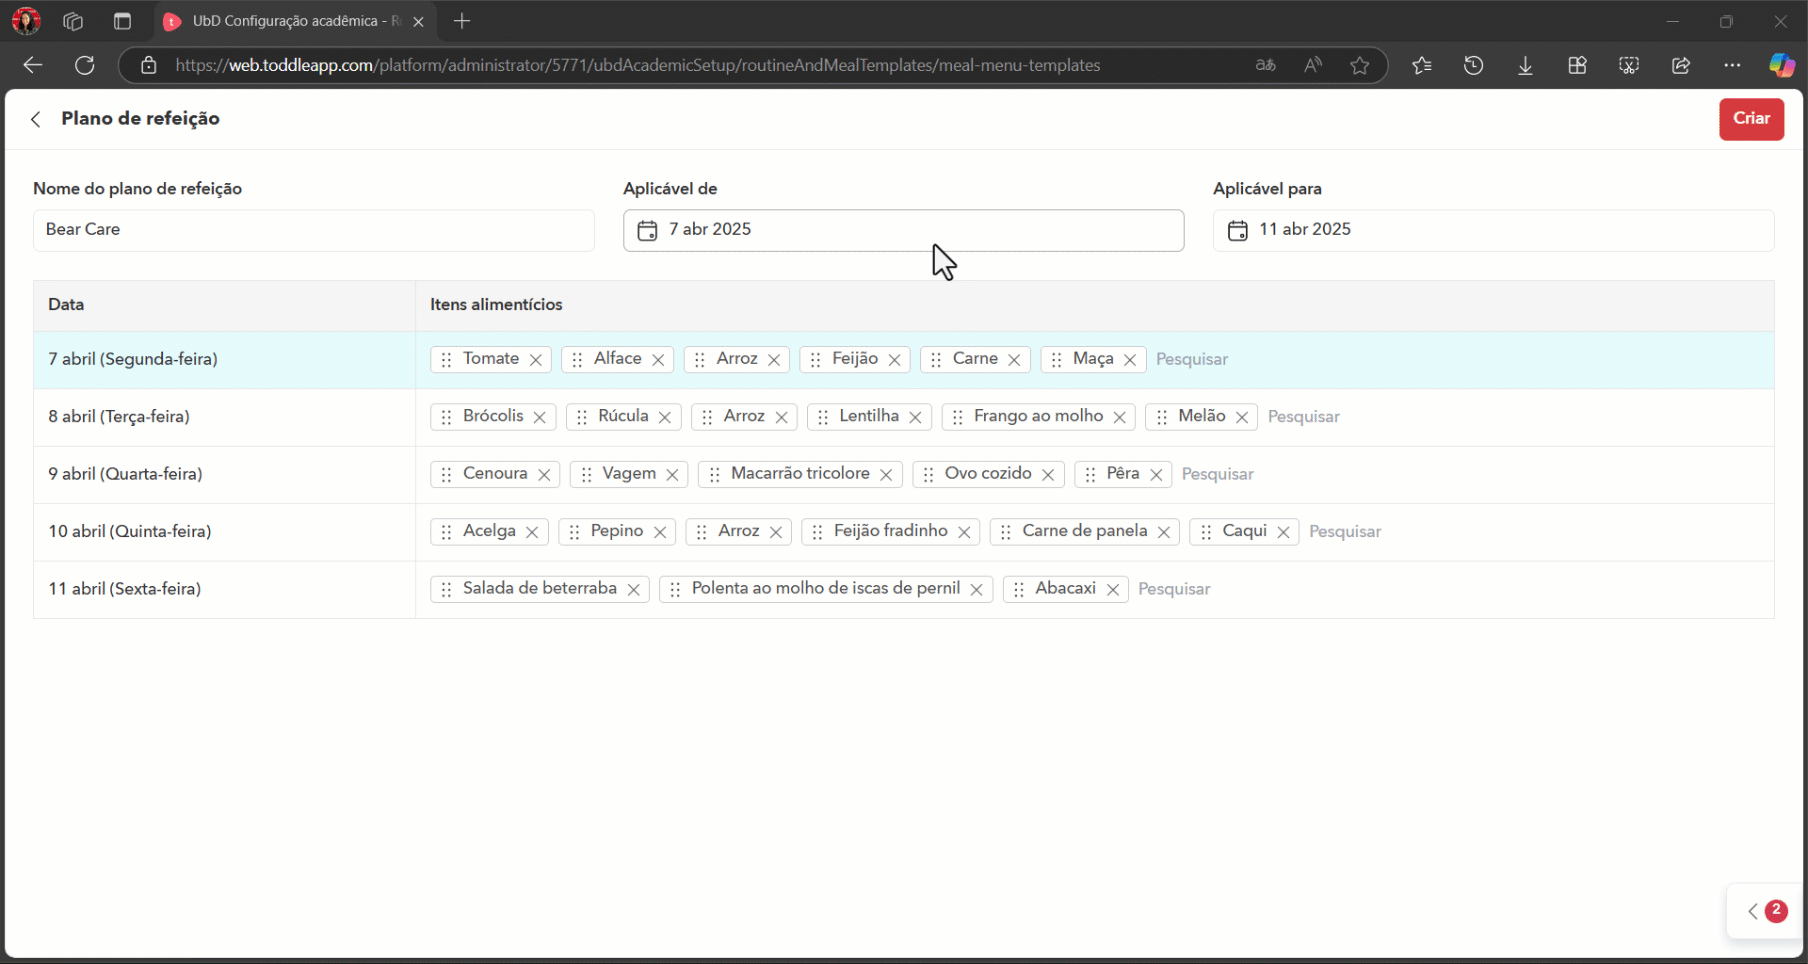 UbD Configuração acadêmica - R
https://web.toddleapp.com/platform/administrator/5771/ubdAcademicSetup/routineAndMealTemplates/meal-menu-templates
Plano de refeição
Criar
Nome do plano de refeição Aplicável de Aplicável para
Bear Care 7 abr 2025 11 abr 2025
Data Itens alimentícios
7 abril (Segunda-feira) Tomate Alface Arroz Feijão Carne Maça Pesquisar
8 abril (Terça-feira) Brócolis Rúcula Arroz Lentilha Frango ao molho Melão Pesquisar
9 abril (Quarta-feira) Cenoura Vagem Macarrão tricolore Ovo cozido Pêra Pesquisar
10 abril (Quinta-feira) Acelga Pepino Arroz Feijão fradinho Carne de panela Caqui Pesquisar
11 abril (Sexta-feira) Salada de beterraba Polenta ao molho de iscas de pernil Abacaxi Pesquisar
2